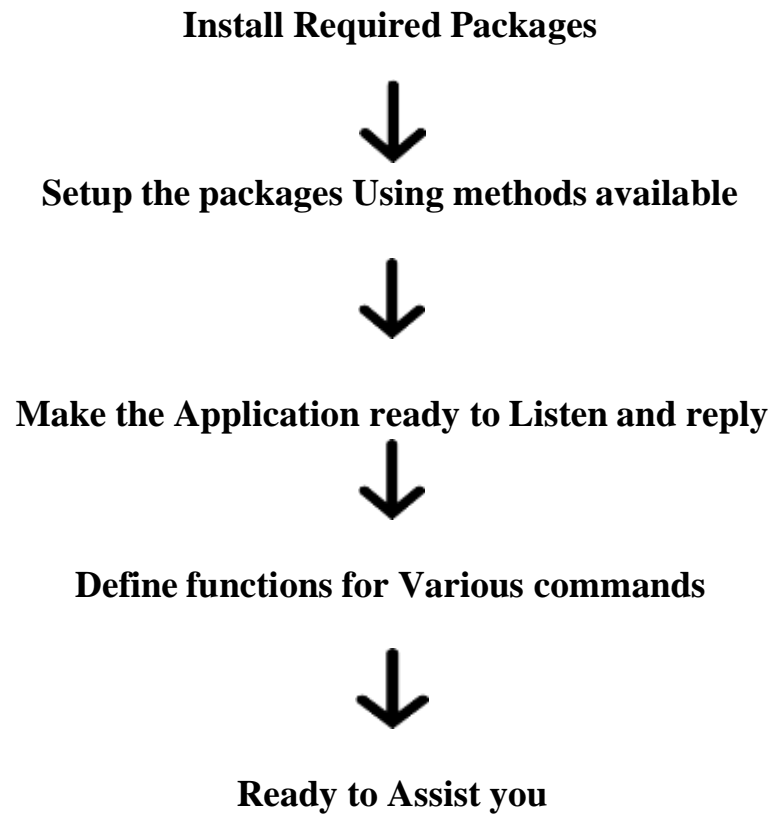 Install Required Packages
Setup the packages Using methods available
Make the Application ready to Listen and reply
Define functions for Various commands
Ready to Assist you